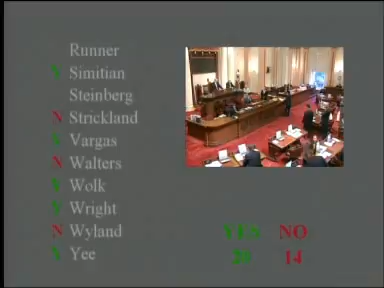 Runner
Y Simitian
Steinberg
N Strickland
Y Vargas
N Walters
Y Wolk
Y Wright
N Wyland
Y Yee
YES NO
20 14